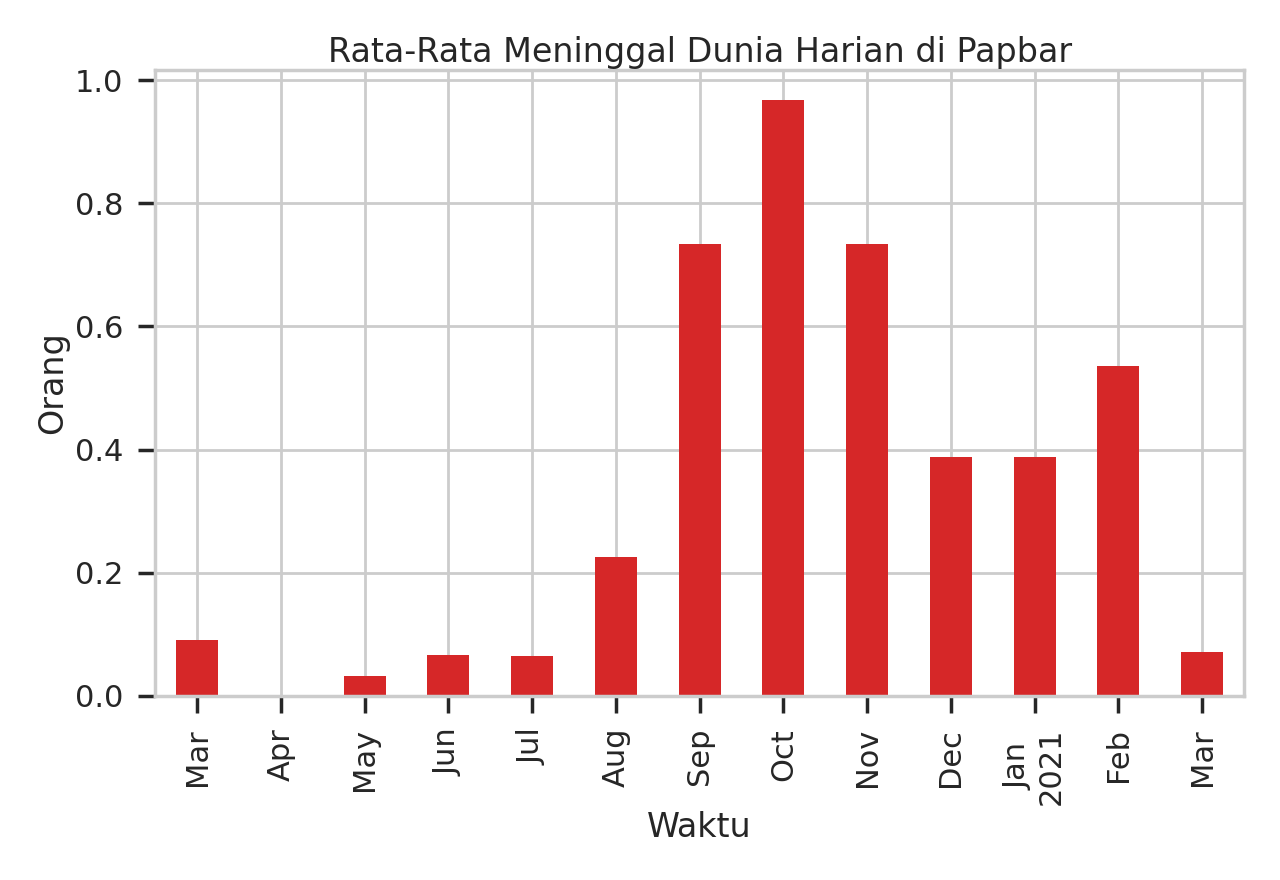 Rata-Rata Meninggal Dunia Harian di Papbar
1.0
0.8
0.6
0.4
0.2
0.0
Orang
Mar
Apr
May
Jun
Jul
Aug
Sep
Oct
Nov
Dec
Jan
2021
Feb
Mar
Waktu